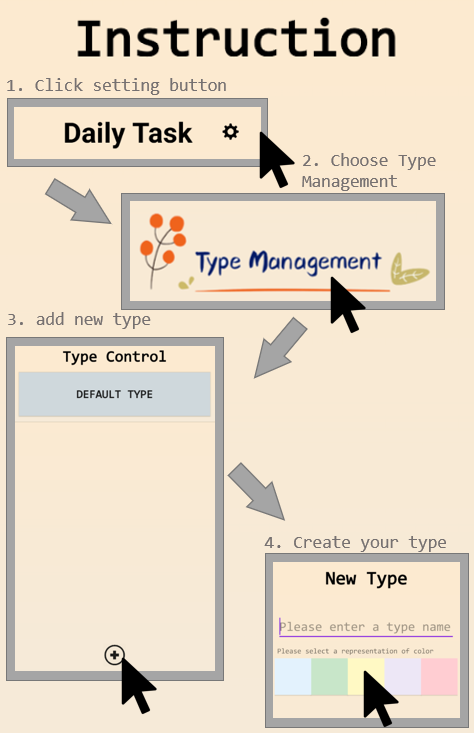 Instruction
1. Click setting button
Daily Task
2. Choose Type
Management
Type Management
3. add new type
Type Control
DEFAULT TYPE
4. Create your type
New Type
Please enter a type name
Please select a representation of color